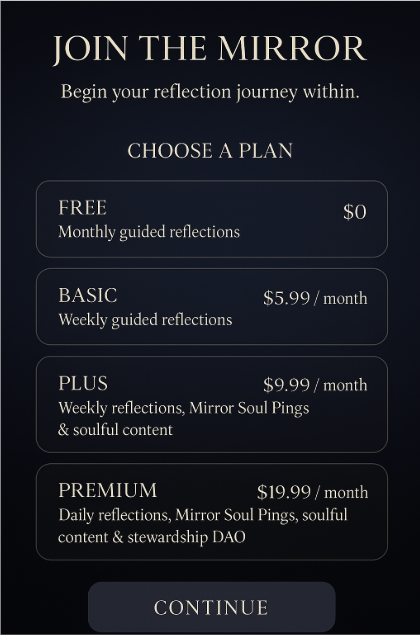 JOIN THE MIRROR
Begin your reflection journey within.
CHOOSE A PLAN
FREE $0
Monthly guided reflections
BASIC $5.99 / month
Weekly guided reflections
PLUS $9.99 / month
Weekly reflections, Mirror Soul Pings
& soulful content
PREMIUM $19.99 / month
Daily reflections, Mirror Soul Pings, soulful
content & stewardship DAO
CONTINUE